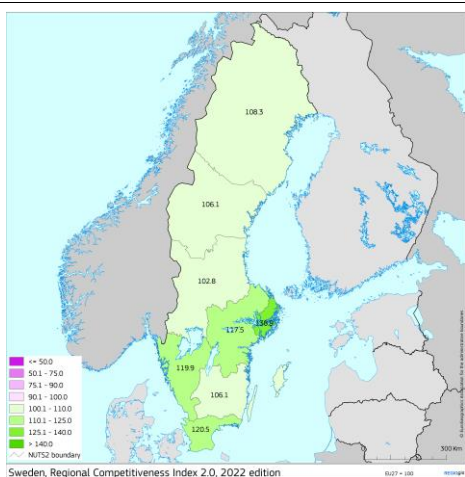 108.3
106.1
102.8
117.5
119.9
106.1
120.5
<= 50.0
50.1 - 75.0
75.1 - 90.0
90.1 - 100.0
100.1 - 110.0
110.1 - 125.0
125.1 - 140.0
> 140.0
NUTS2 boundary
300 Km
Sweden, Regional Competitiveness Index 2.0, 2022 edition
EU27 = 100